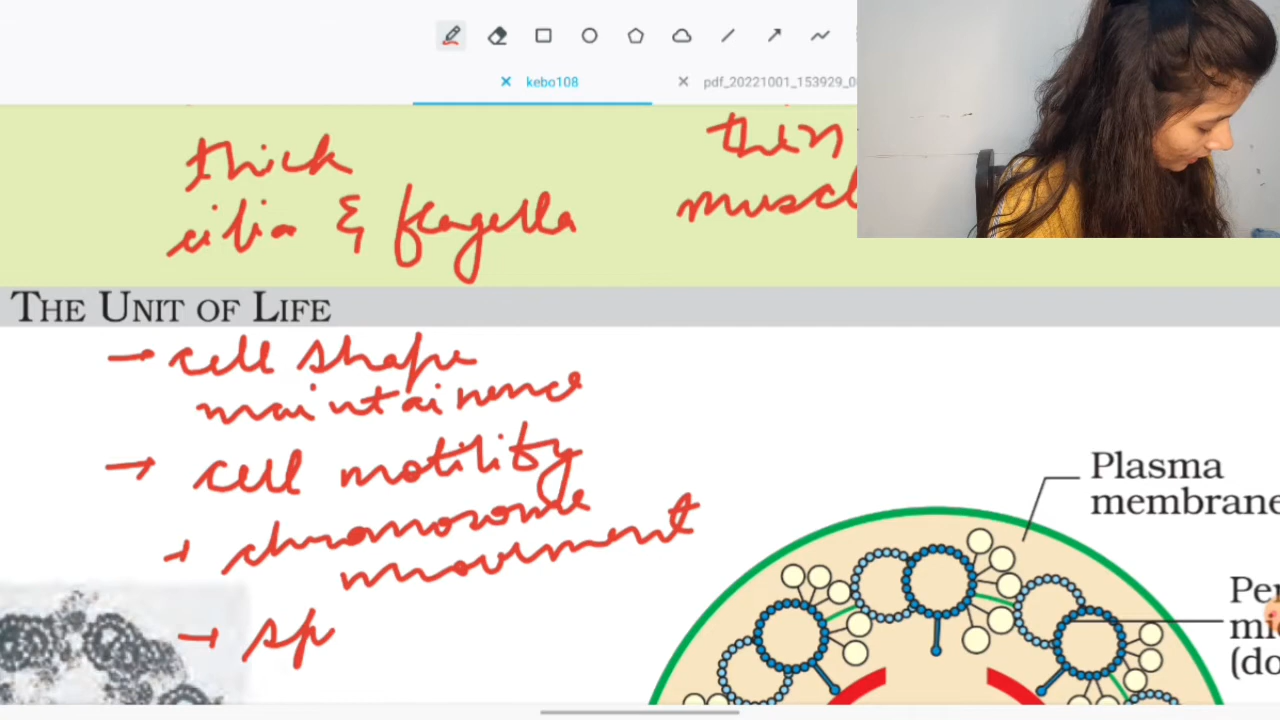 kebo108
pdf_20221001_153929_0
thick
cilia & flagella
thin
muscl
THE UNIT OF LIFE
→ cell shape
maintainence
→ cell motility
→ chromosome
movement
→ sp
Plasma
membrane
Per
mi
(do